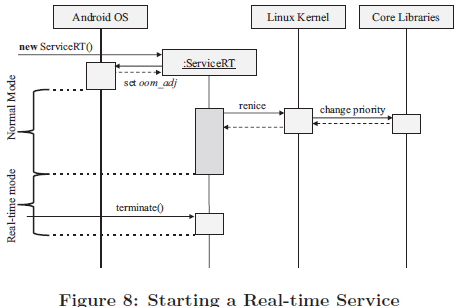 Android OS
Linux Kernel
Core Libraries
new ServiceRT()
:ServiceRT
set oom_adj
Normal Mode
renice
change priority
Real-time mode
terminate()
Figure 8: Starting a Real-time Service